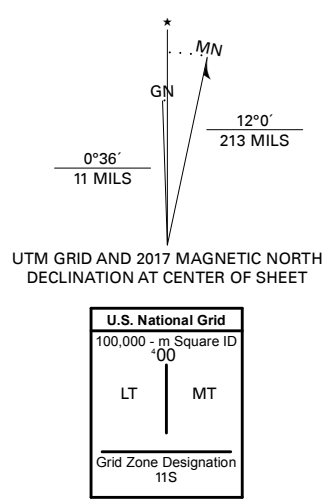 ★
MN
GN
12°0´
213 MILS
0°36´
11 MILS
UTM GRID AND 2017 MAGNETIC NORTH
DECLINATION AT CENTER OF SHEET
U.S. National Grid
100,000 - m Square ID
⁴00
LT MT
Grid Zone Designation
11S